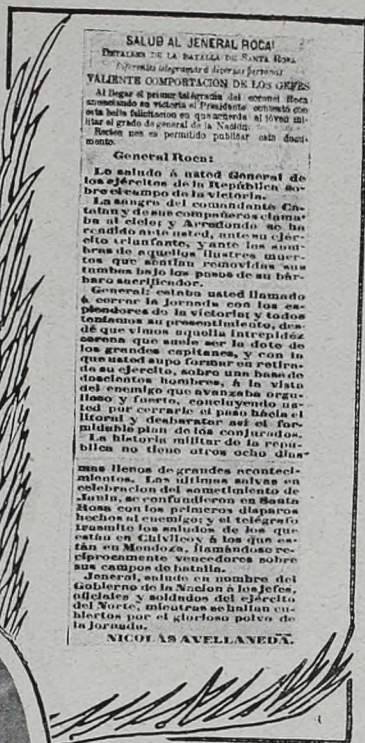 SALUD AL JENERAL ROCA!
DETALLES DE LA BATALLA DE SANTA ROSA
Diferentes telegramas á diversas personas
VALIENTE COMPORTACION DE LOS GEFES
Al llegar el primer telégrama del coronel Roca
anunciando su victoria el Presidente contestó con
esta bella felicitacion en que acuerda al jóven mi-
litar el grado de general de la Nacion.
Recien nos es permitido publicar este docu-
mento.
General Roca:
Lo saludo á usted General de
los ejércitos de la República so-
bre el campo de la victoria.
La sangre del comandante Ca-
talan y de sus compañeros clama-
ba al cielo; y Arredondo se ha
rendido ante usted, ante su ejér-
cito triunfante, y ante las som-
bras de aquellos ilustres muer-
tos que sentian removidas sus
tumbas bajo los pasos de su bár-
baro sacrificador.
General: estaba usted llamado
á cerrar la jornada con los es-
plendores de la victoria; y todos
teniamos su presentimiento, des-
dé que vimos aquella intrepidéz
serena que suele ser la dote de
los grandes capitanes, y con la
que usted supo formar en retira-
da su ejército, sobre una base de
doscientos hombres, á la vista
del enemigo que avanzaba orgu-
lloso y fuerte, concluyendo us-
ted por cerrarle el paso hácia el
litoral y desbaratar así el for-
midable plan de los conjurados.
La historia militar de la repú-
blica no tiene otros ocho dias
mas llenos de grandes aconteci-
mientos. Las últimas salvas en
celebracion del sometimiento de
Junin, se confundieron en Santa
Rosa con los primeros disparos
hechos al enemigo; y el telégrafo
trasmite los saludos de los que
están en Chivilcoy á los que es-
tán en Mendoza, llamándose re-
cíprocamente vencedores sobre
sus campos de batalla.
Jeneral, saludo en nombre del
Gobierno de la Nacion á los jefes,
oficiales y soldados del ejército
del Norte, mientras se hallan cu-
biertos por el glorioso polvo de
la jornada.
NICOLÁS AVELLANEDA.